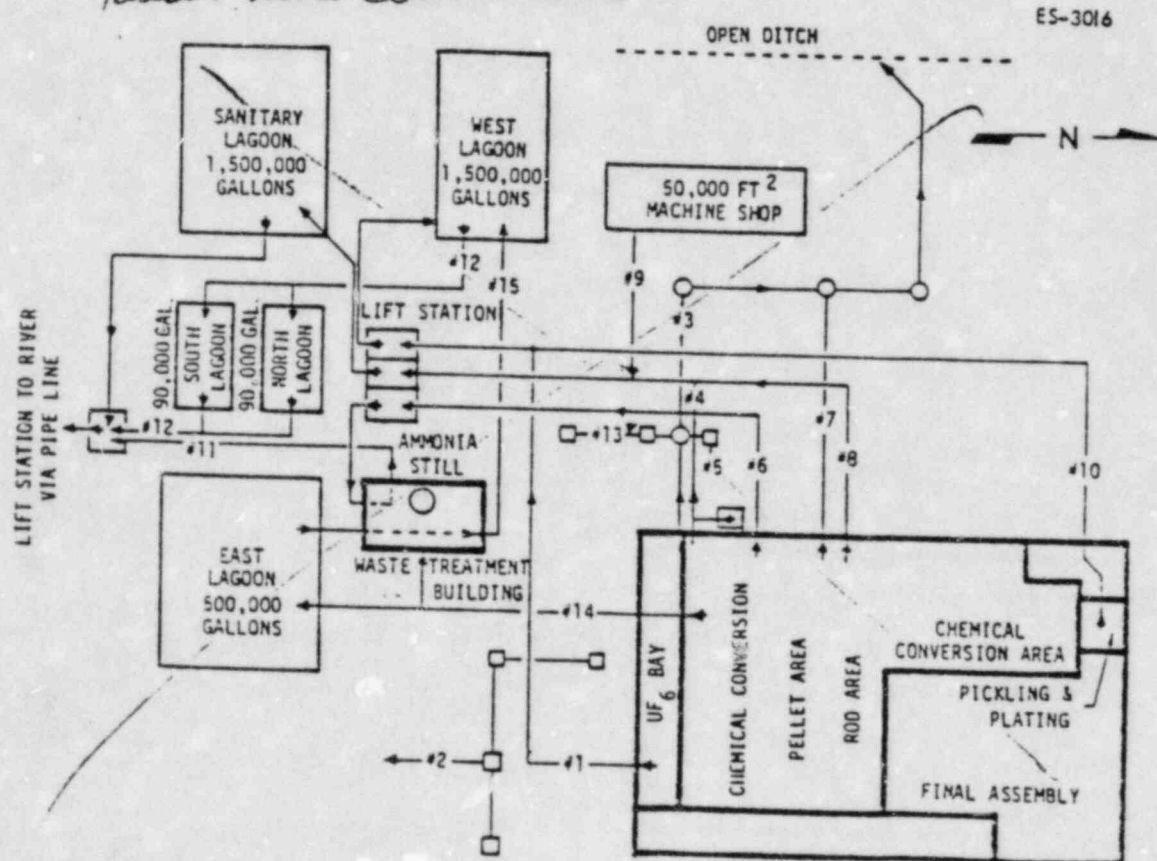 ES-3016
OPEN DITCH
N
SANITARY
LAGOON
1,500,000
GALLONS
WEST
LAGOON
1,500,000
GALLONS
50,000 FT 2
MACHINE SHOP
#12
#15
#9
#3
LIFT STATION
90,000 GAL
SOUTH
LAGOON
90,000 GAL
NORTH
LAGOON
LIFT STATION TO RIVER
VIA PIPE LINE
#12
#11
#4
#7
#13
#5
#6
#8
#10
AMMONIA
STILL
WASTE TREATMENT
BUILDING
EAST
LAGOON
500,000
GALLONS
#14
#2
#1
UF6 BAY
CHEMICAL CONVERSION
PELLET AREA
ROD AREA
CHEMICAL
CONVERSION AREA
PICKLING &
PLATING
FINAL ASSEMBLY